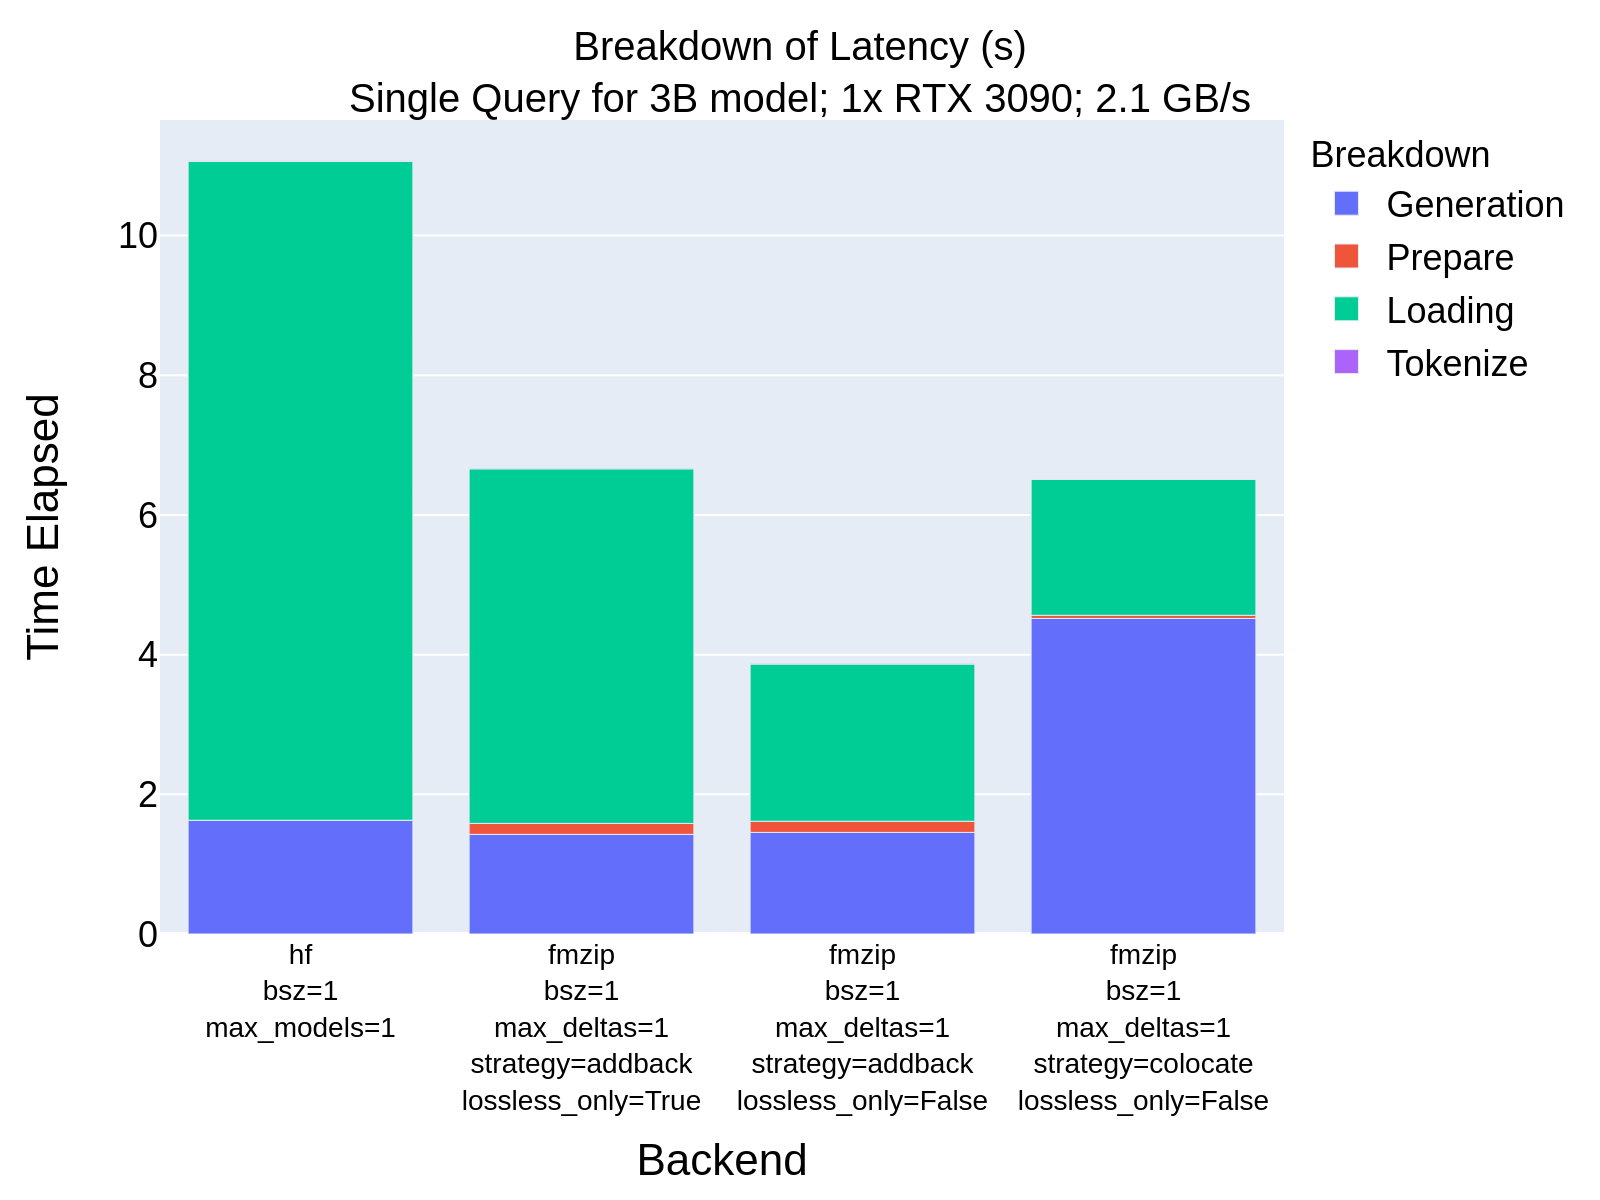 Breakdown of Latency (s)
Single Query for 3B model; 1x RTX 3090; 2.1 GB/s
Breakdown
Generation
Prepare
Loading
Tokenize
Time Elapsed
10
8
6
4
2
0
hf
bsz=1
max_models=1
fmzip
bsz=1
max_deltas=1
strategy=addback
lossless_only=True
fmzip
bsz=1
max_deltas=1
strategy=addback
lossless_only=False
fmzip
bsz=1
max_deltas=1
strategy=colocate
lossless_only=False
Backend